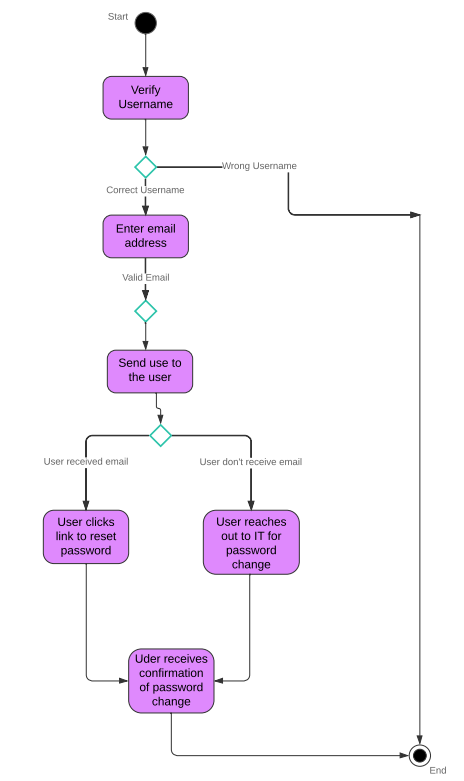 Start
Verify
Username
Wrong Username
Correct Username
Enter email
address
Valid Email
Send use to
the user
User received email
User don't receive email
User clicks
link to reset
password
User reaches
out to IT for
password
change
Uder receives
confirmation
of password
change
End